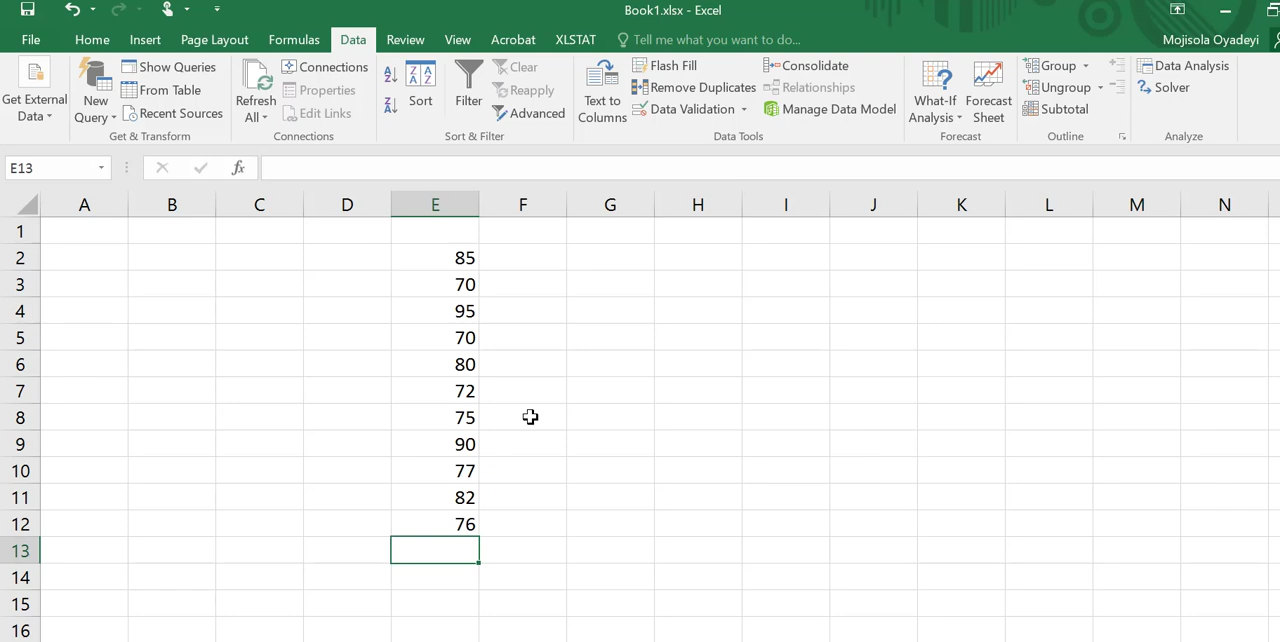 Book1.xlsx - Excel
File Home Insert Page Layout Formulas Data Review View Acrobat XLSTAT Tell me what you want to do... Mojisola Oyadeyi
Get External Data
New Query
Show Queries
From Table
Recent Sources
Get & Transform
Refresh All
Connections
Properties
Edit Links
Connections
Sort
Filter
Clear
Reapply
Advanced
Sort & Filter
Text to Columns
Flash Fill
Remove Duplicates
Data Validation
Consolidate
Relationships
Manage Data Model
Data Tools
What-If Analysis
Forecast Sheet
Forecast
Group
Ungroup
Subtotal
Outline
Data Analysis
Solver
Analyze
E13 fx
A B C D E F G H I J K L M N
1
2 85
3 70
4 95
5 70
6 80
7 72
8 75
9 90
10 77
11 82
12 76
13
14
15
16